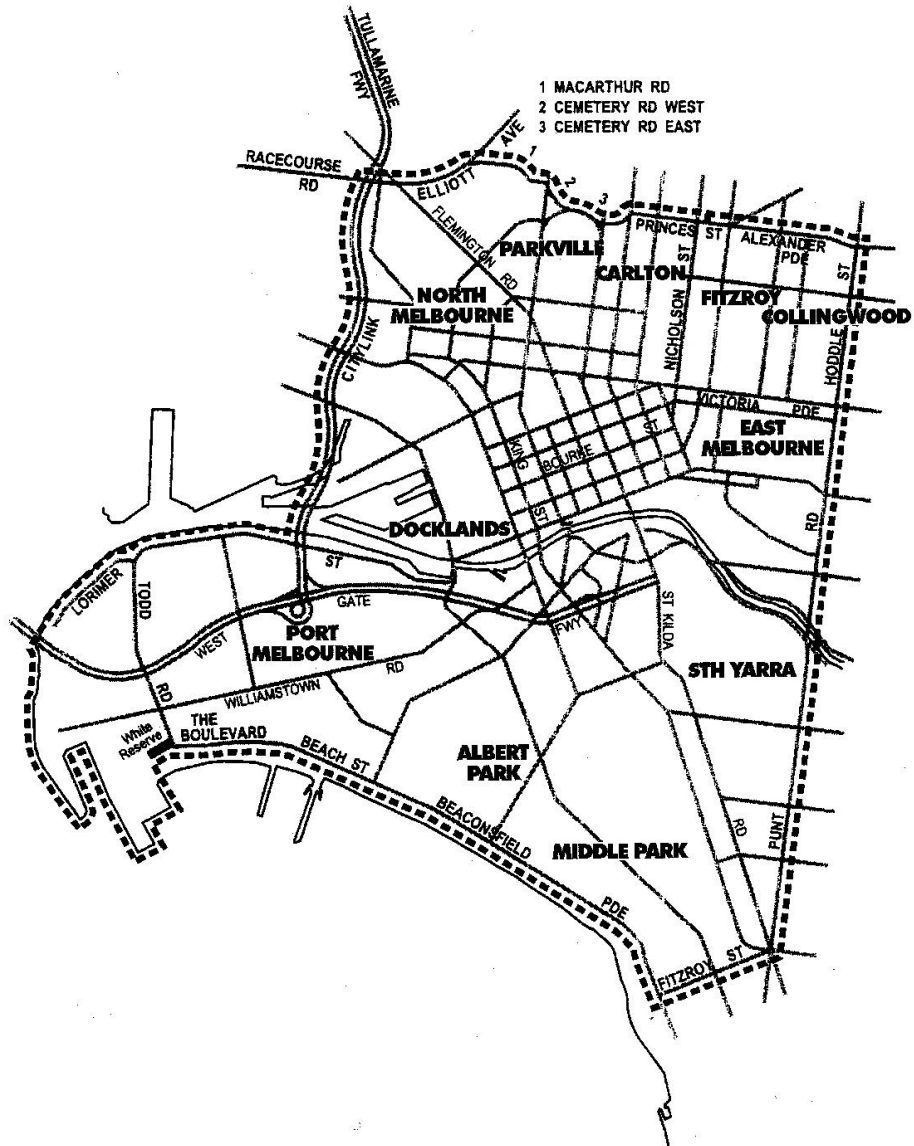 TULLAMARINE
FWY
1 MACARTHUR RD
2 CEMETERY RD WEST
3 CEMETERY RD EAST
RACECOURSE
RD
ELLIOTT
AVE
1
2
3
FLEMINGTON
RD
PARKVILLE
PRINCES ST
ALEXANDER
PDE
CARLTON
NICHOLSON
ST
FITZROY
COLLINGWOOD
HODDLE
ST
NORTH
MELBOURNE
CITYLINK
VICTORIA
PDE
EAST
MELBOURNE
KING
ST
BOURKE
ST
DOCKLANDS
RD
LORIMER
ST
TODD
RD
WEST
GATE
FWY
PORT
MELBOURNE
ST KILDA
RD
STH YARRA
WILLIAMSTOWN
RD
THE
BOULEVARD
White
Reserve
BEACH ST
ALBERT
PARK
BEACONSFIELD
PDE
MIDDLE PARK
PUNT
FITZROY ST